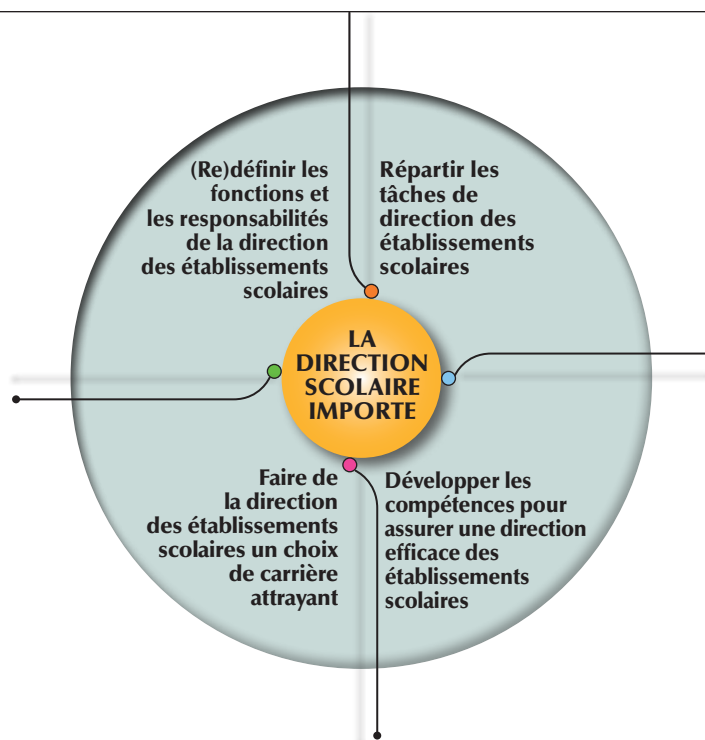 (Re)définir les
fonctions et
les responsabilités
de la direction
des établissements
scolaires
Répartir les
tâches de
direction des
établissements
scolaires
LA
DIRECTION
SCOLAIRE
IMPORTE
Faire de
la direction
des établissements
scolaires un choix
de carrière
attrayant
Développer les
compétences pour
assurer une direction
efficace des
établissements
scolaires